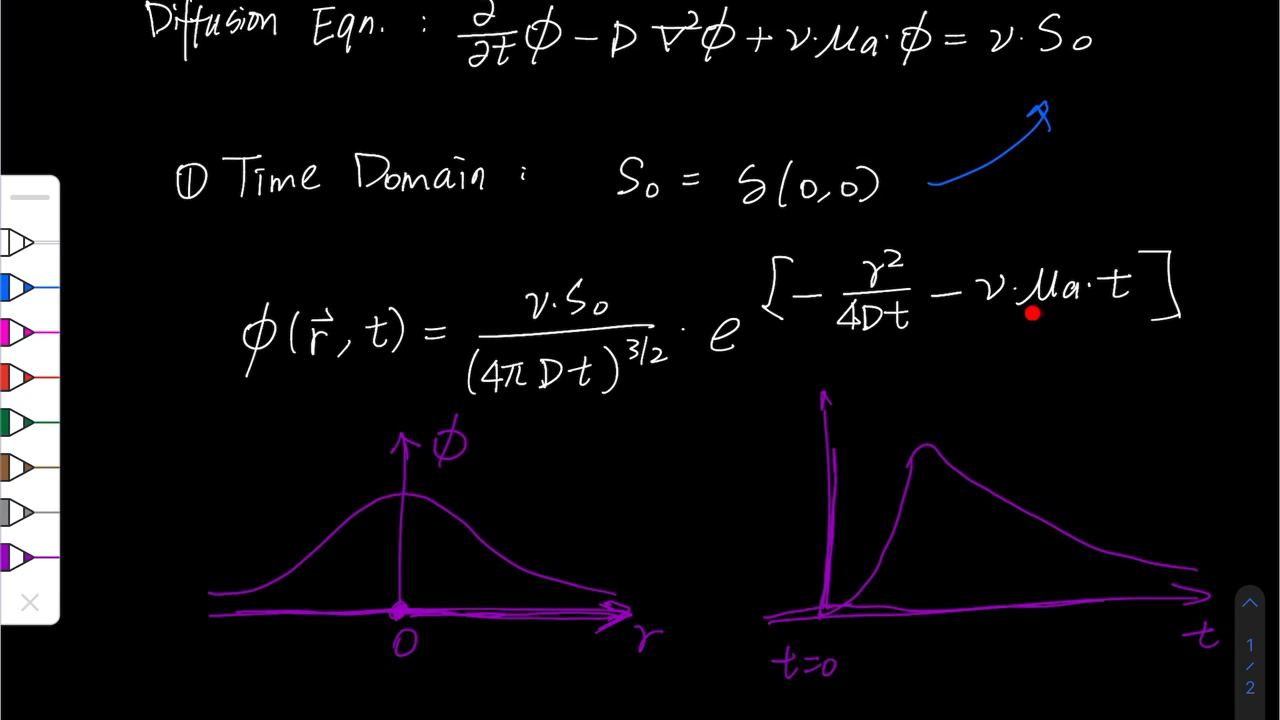 Diffusion Eqn. : ∂/∂t ϕ − D ∇²ϕ + ν·μa·ϕ = ν·S₀
① Time Domain : S₀ = δ(0,0)
ϕ(r⃗, t) = ν·S₀/(4πDt)^3/2 · e^[− r²/4Dt − ν·μa·t]
ϕ
0
r
t=0
t
1
/
2